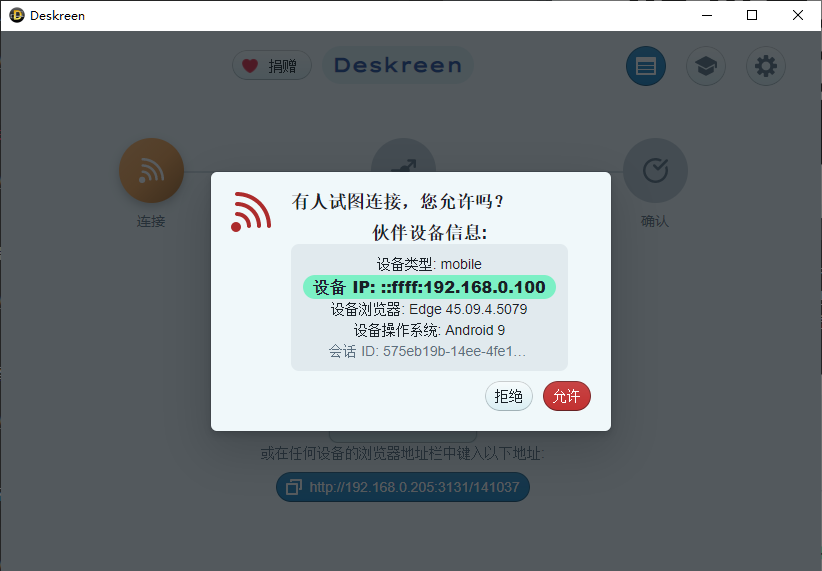 Deskreen
捐赠
Deskreen
连接
确认
有人试图连接，您允许吗？
伙伴设备信息:
设备类型: mobile
设备 IP: ::ffff:192.168.0.100
设备浏览器: Edge 45.09.4.5079
设备操作系统: Android 9
会话 ID: 575eb19b-14ee-4fe1...
拒绝
允许
或在任何设备的浏览器地址栏中键入以下地址:
http://192.168.0.205:3131/141037